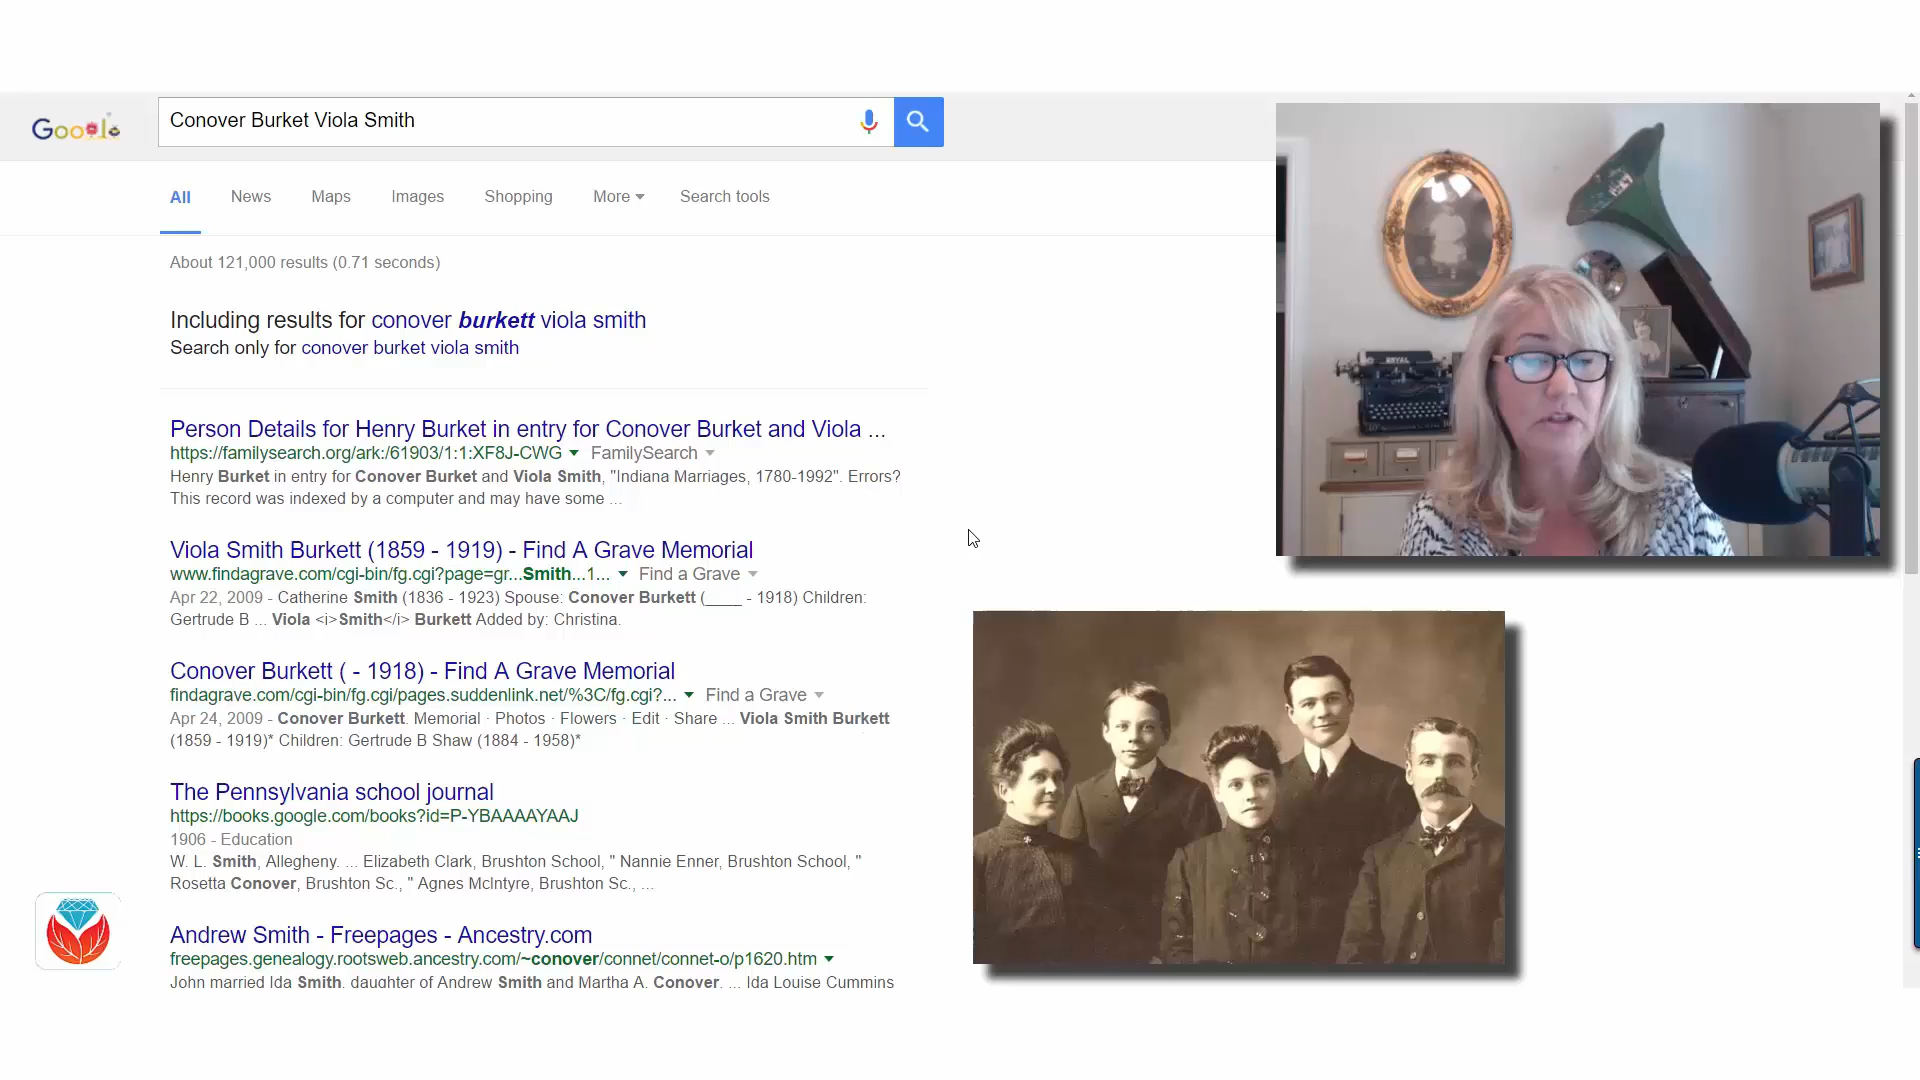 Google
Conover Burket Viola Smith
All News Maps Images Shopping More Search tools
About 121,000 results (0.71 seconds)
Including results for conover burkett viola smith
Search only for conover burket viola smith
Person Details for Henry Burket in entry for Conover Burket and Viola ...
https://familysearch.org/ark:/61903/1:1:XF8J-CWG FamilySearch
Henry Burket in entry for Conover Burket and Viola Smith, "Indiana Marriages, 1780-1992". Errors?
This record was indexed by a computer and may have some ...
Viola Smith Burkett (1859 - 1919) - Find A Grave Memorial
www.findagrave.com/cgi-bin/fg.cgi?page=gr...Smith...1... Find a Grave
Apr 22, 2009 - Catherine Smith (1836 - 1923) Spouse: Conover Burkett (____ - 1918) Children:
Gertrude B ... Viola <i>Smith</i> Burkett Added by: Christina.
Conover Burkett ( - 1918) - Find A Grave Memorial
findagrave.com/cgi-bin/fg.cgi/pages.suddenlink.net/%3C/fg.cgi?... Find a Grave
Apr 24, 2009 - Conover Burkett. Memorial · Photos · Flowers · Edit · Share ... Viola Smith Burkett
(1859 - 1919)* Children: Gertrude B Shaw (1884 - 1958)*
The Pennsylvania school journal
https://books.google.com/books?id=P-YBAAAAYAAJ
1906 - Education
W. L. Smith, Allegheny. ... Elizabeth Clark, Brushton School, " Nannie Enner, Brushton School, "
Rosetta Conover, Brushton Sc., " Agnes McIntyre, Brushton Sc., ...
Andrew Smith - Freepages - Ancestry.com
freepages.genealogy.rootsweb.ancestry.com/~conover/connet/connet-o/p1620.htm
John married Ida Smith, daughter of Andrew Smith and Martha A. Conover. ... Ida Louise Cummins
ROYAL